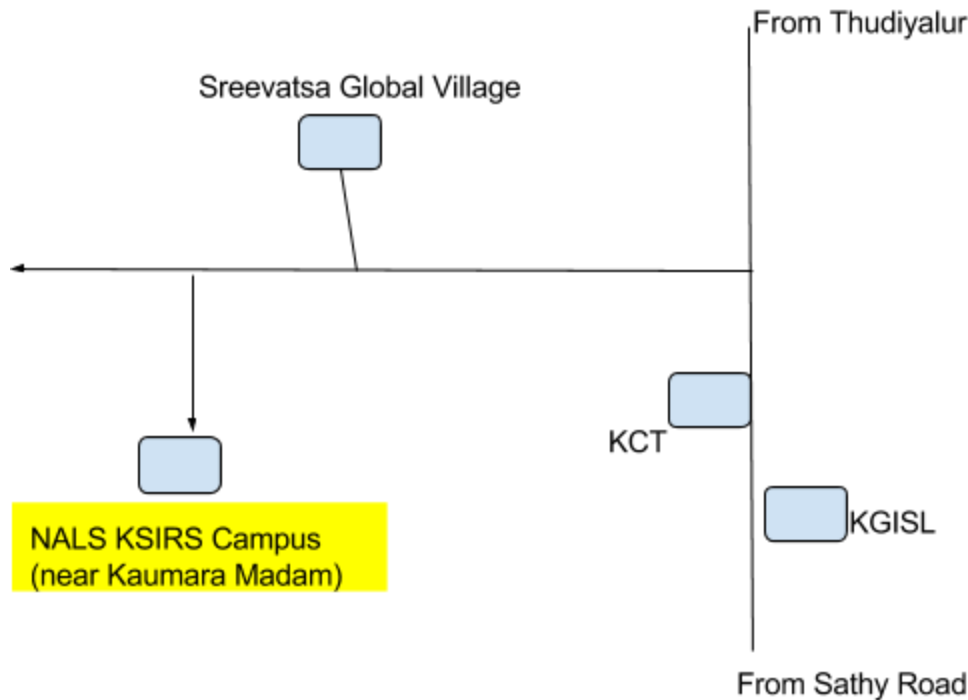 From Thudiyalur
Sreevatsa Global Village
KCT
KGISL
NALS KSIRS Campus
(near Kaumara Madam)
From Sathy Road